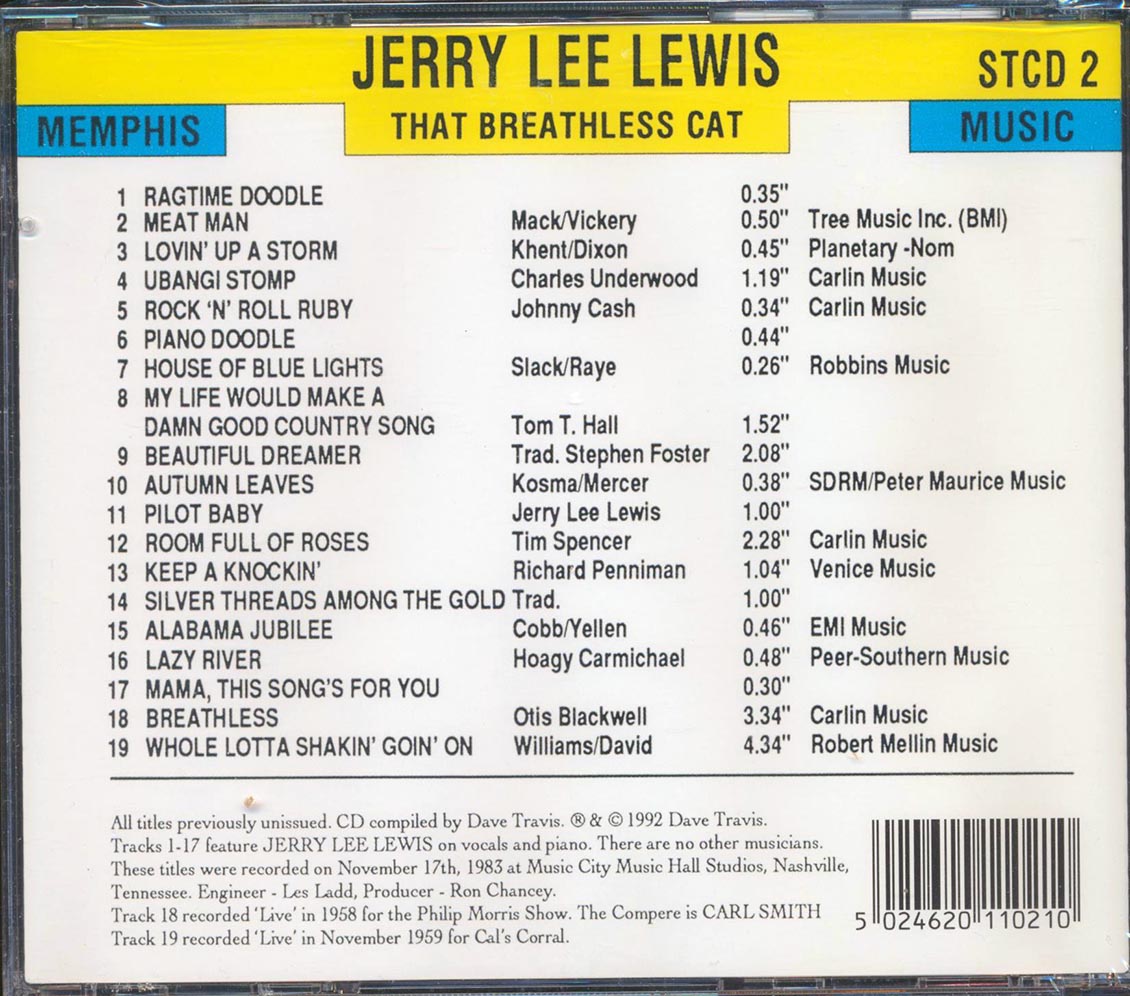 JERRY LEE LEWIS STCD 2
MEMPHIS THAT BREATHLESS CAT MUSIC
1 RAGTIME DOODLE 0.35"
2 MEAT MAN Mack/Vickery 0.50" Tree Music Inc. (BMI)
3 LOVIN' UP A STORM Khent/Dixon 0.45" Planetary -Nom
4 UBANGI STOMP Charles Underwood 1.19" Carlin Music
5 ROCK 'N' ROLL RUBY Johnny Cash 0.34" Carlin Music
6 PIANO DOODLE 0.44"
7 HOUSE OF BLUE LIGHTS Slack/Raye 0.26" Robbins Music
8 MY LIFE WOULD MAKE A
DAMN GOOD COUNTRY SONG Tom T. Hall 1.52"
9 BEAUTIFUL DREAMER Trad. Stephen Foster 2.08"
10 AUTUMN LEAVES Kosma/Mercer 0.38" SDRM/Peter Maurice Music
11 PILOT BABY Jerry Lee Lewis 1.00"
12 ROOM FULL OF ROSES Tim Spencer 2.28" Carlin Music
13 KEEP A KNOCKIN' Richard Penniman 1.04" Venice Music
14 SILVER THREADS AMONG THE GOLD Trad. 1.00"
15 ALABAMA JUBILEE Cobb/Yellen 0.46" EMI Music
16 LAZY RIVER Hoagy Carmichael 0.48" Peer-Southern Music
17 MAMA, THIS SONG'S FOR YOU 0.30"
18 BREATHLESS Otis Blackwell 3.34" Carlin Music
19 WHOLE LOTTA SHAKIN' GOIN' ON Williams/David 4.34" Robert Mellin Music
All titles previously unissued. CD compiled by Dave Travis. ® & © 1992 Dave Travis.
Tracks 1-17 feature JERRY LEE LEWIS on vocals and piano. There are no other musicians.
These titles were recorded on November 17th, 1983 at Music City Music Hall Studios, Nashville,
Tennessee. Engineer - Les Ladd, Producer - Ron Chancey.
Track 18 recorded 'Live' in 1958 for the Philip Morris Show. The Compere is CARL SMITH
Track 19 recorded 'Live' in November 1959 for Cal's Corral.
5 024620 110210